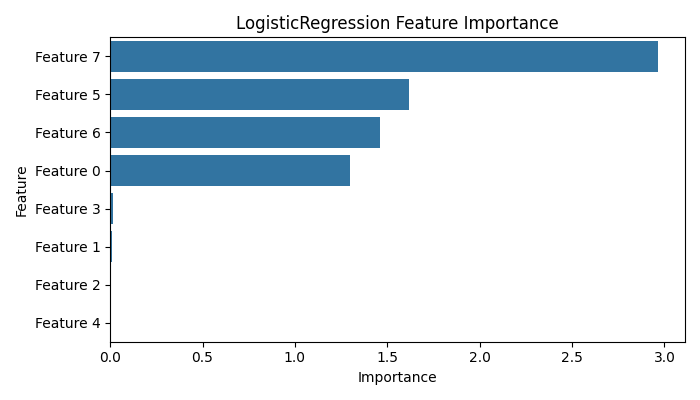 LogisticRegression Feature Importance
Feature 7
Feature 5
Feature 6
Feature 0
Feature 3
Feature 1
Feature 2
Feature 4
Feature
0.0 0.5 1.0 1.5 2.0 2.5 3.0
Importance